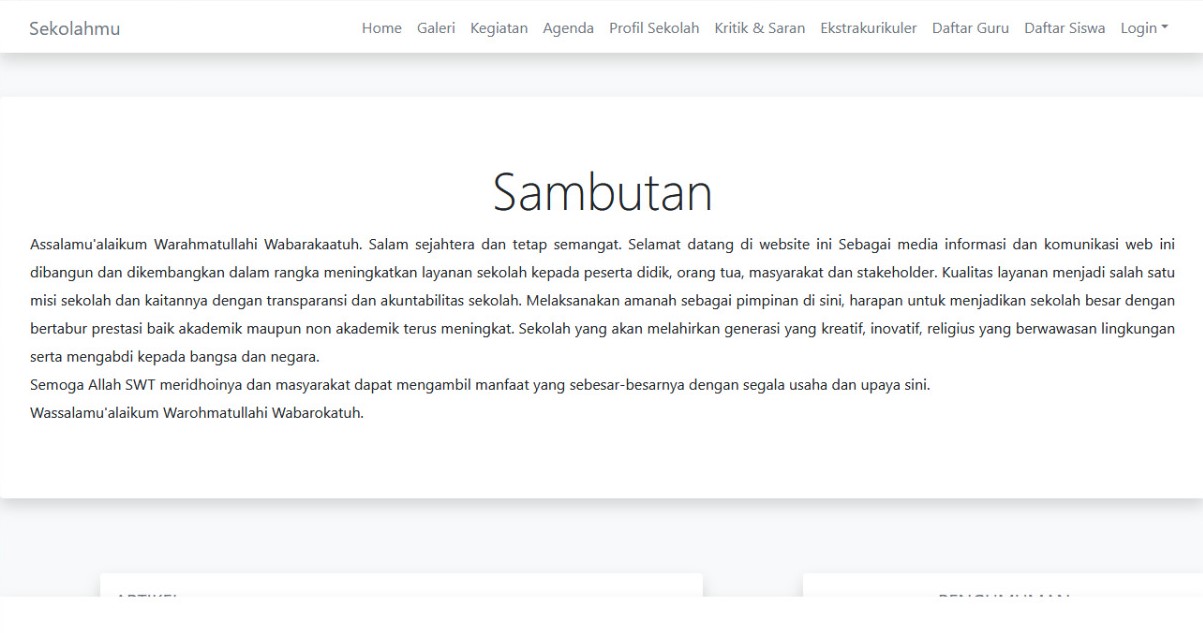 Sekolahmu
Home Galeri Kegiatan Agenda Profil Sekolah Kritik & Saran Ekstrakurikuler Daftar Guru Daftar Siswa Login
Sambutan
Assalamu'alaikum Warahmatullahi Wabarakaatuh. Salam sejahtera dan tetap semangat. Selamat datang di website ini Sebagai media informasi dan komunikasi web ini
dibangun dan dikembangkan dalam rangka meningkatkan layanan sekolah kepada peserta didik, orang tua, masyarakat dan stakeholder. Kualitas layanan menjadi salah satu
misi sekolah dan kaitannya dengan transparansi dan akuntabilitas sekolah. Melaksanakan amanah sebagai pimpinan di sini, harapan untuk menjadikan sekolah besar dengan
bertabur prestasi baik akademik maupun non akademik terus meningkat. Sekolah yang akan melahirkan generasi yang kreatif, inovatif, religius yang berwawasan lingkungan
serta mengabdi kepada bangsa dan negara.
Semoga Allah SWT meridhoinya dan masyarakat dapat mengambil manfaat yang sebesar-besarnya dengan segala usaha dan upaya sini.
Wassalamu'alaikum Warohmatullahi Wabarokatuh.
ARTIKEL
PENGUMUMAN